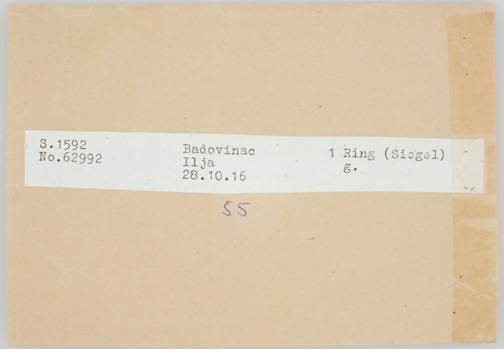 S.1592 Badovinac 1 Ring (Siegel)
No.62992 Ilja g.
28.10.16
55